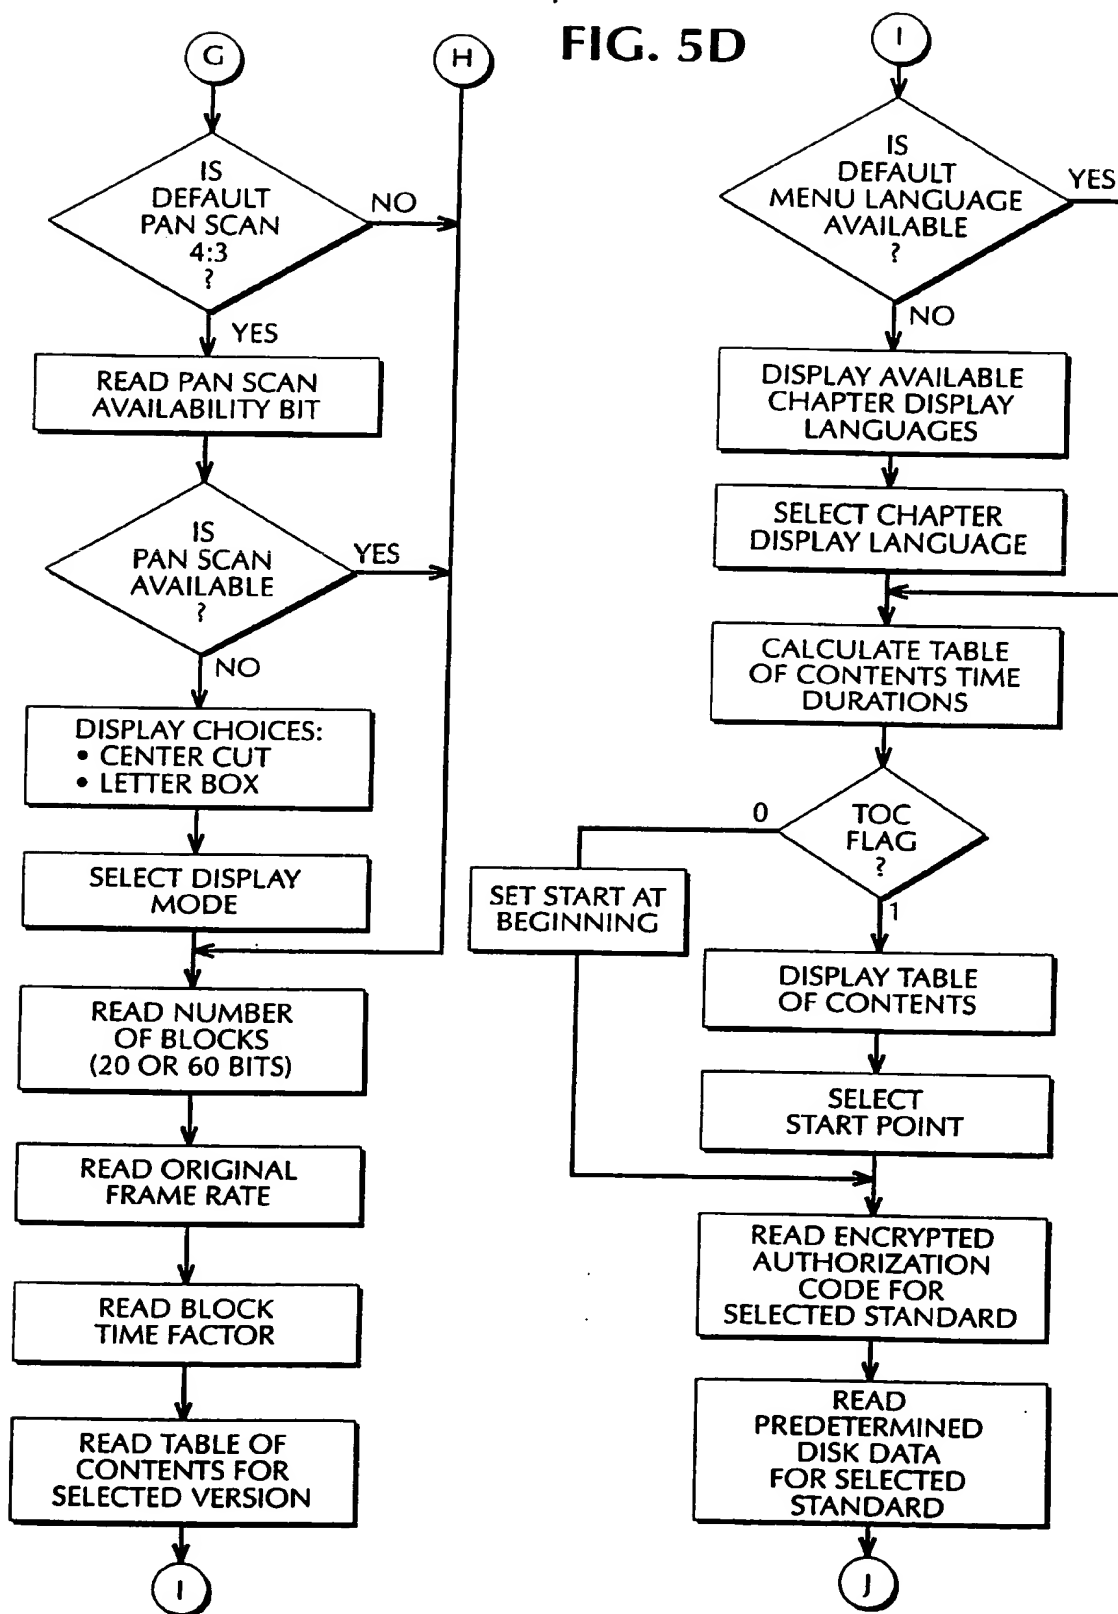 FIG. 5D
G
H
IS
DEFAULT
PAN SCAN
4:3
?
NO
YES
READ PAN SCAN
AVAILABILITY BIT
IS
PAN SCAN
AVAILABLE
?
YES
NO
DISPLAY CHOICES:
• CENTER CUT
• LETTER BOX
SELECT DISPLAY
MODE
READ NUMBER
OF BLOCKS
(20 OR 60 BITS)
READ ORIGINAL
FRAME RATE
READ BLOCK
TIME FACTOR
READ TABLE OF
CONTENTS FOR
SELECTED VERSION
I
I
IS
DEFAULT
MENU LANGUAGE
AVAILABLE
?
YES
NO
DISPLAY AVAILABLE
CHAPTER DISPLAY
LANGUAGES
SELECT CHAPTER
DISPLAY LANGUAGE
CALCULATE TABLE
OF CONTENTS TIME
DURATIONS
TOC
FLAG
?
0
SET START AT
BEGINNING
1
DISPLAY TABLE
OF CONTENTS
SELECT
START POINT
READ ENCRYPTED
AUTHORIZATION
CODE FOR
SELECTED STANDARD
READ
PREDETERMINED
DISK DATA
FOR SELECTED
STANDARD
J